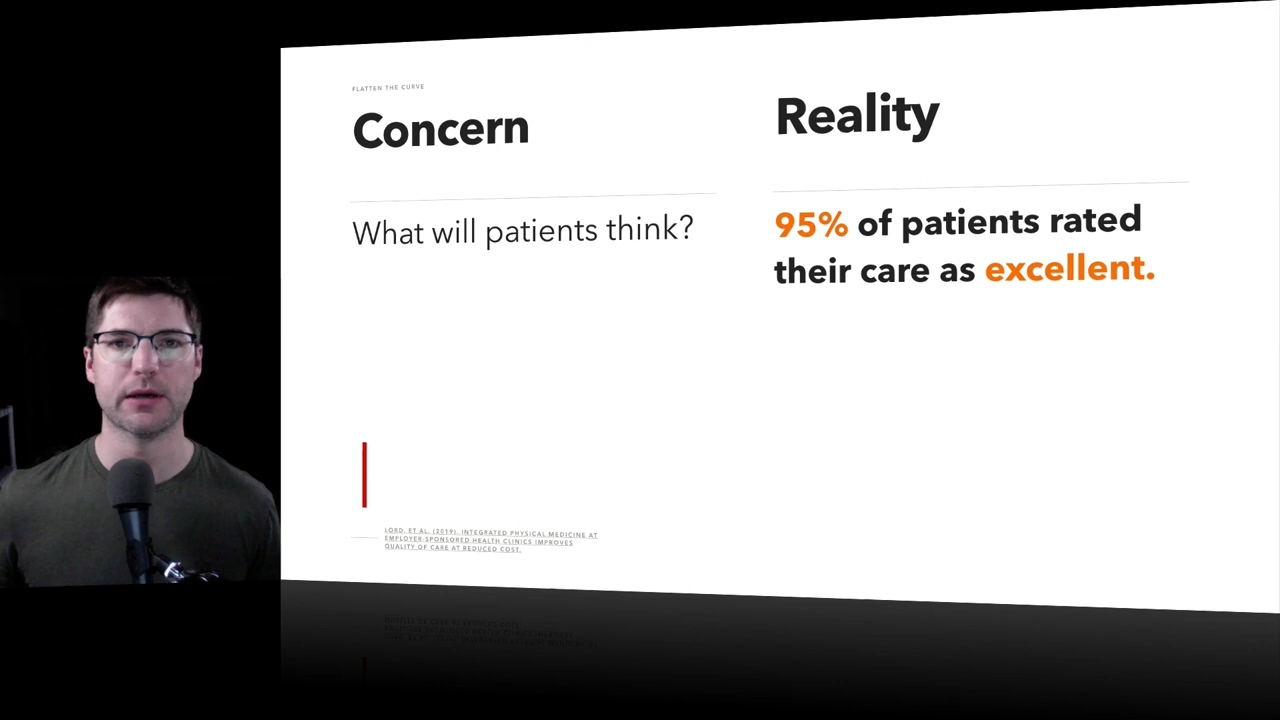 FLATTEN THE CURVE
Concern
What will patients think?
Reality
95% of patients rated
their care as excellent.
LORD, ET AL. (2019). INTEGRATED PHYSICAL MEDICINE AT
EMPLOYER-SPONSORED HEALTH CLINICS IMPROVES
QUALITY OF CARE AT REDUCED COST.